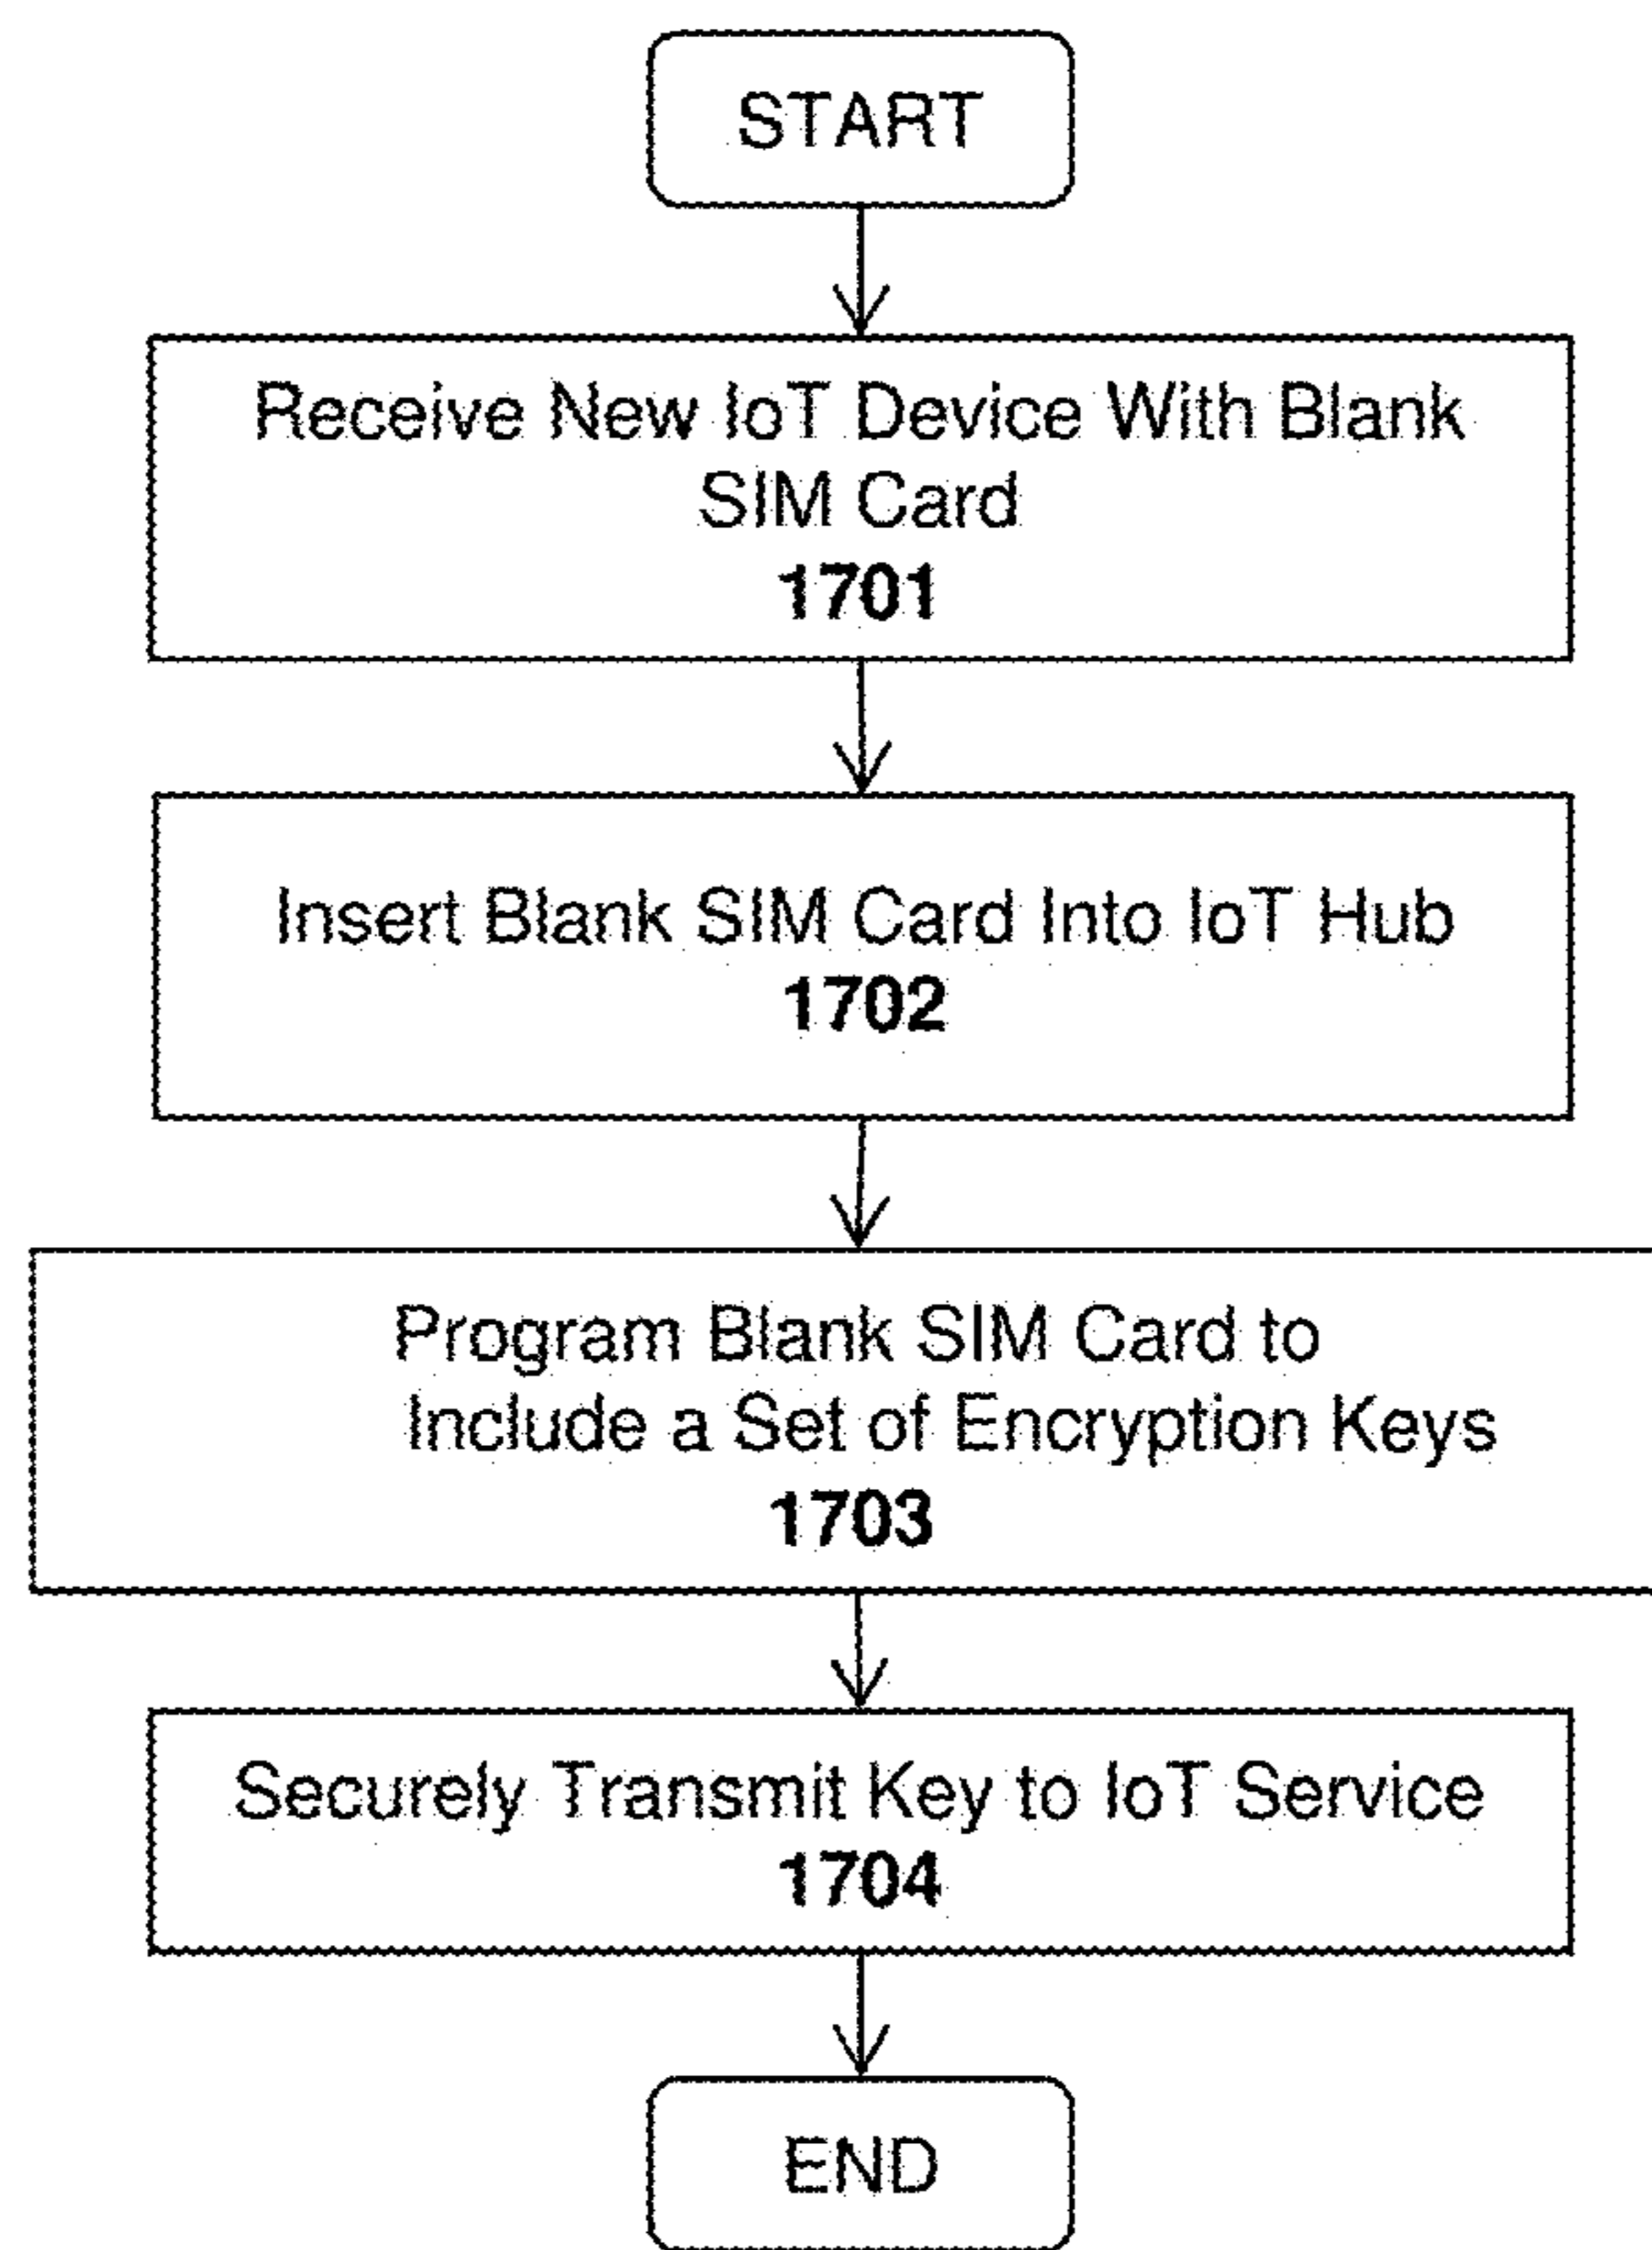 START
Receive New IoT Device With Blank
SIM Card
1701
Insert Blank SIM Card Into IoT Hub
1702
Program Blank SIM Card to
Include a Set of Encryption Keys
1703
Securely Transmit Key to IoT Service
1704
END